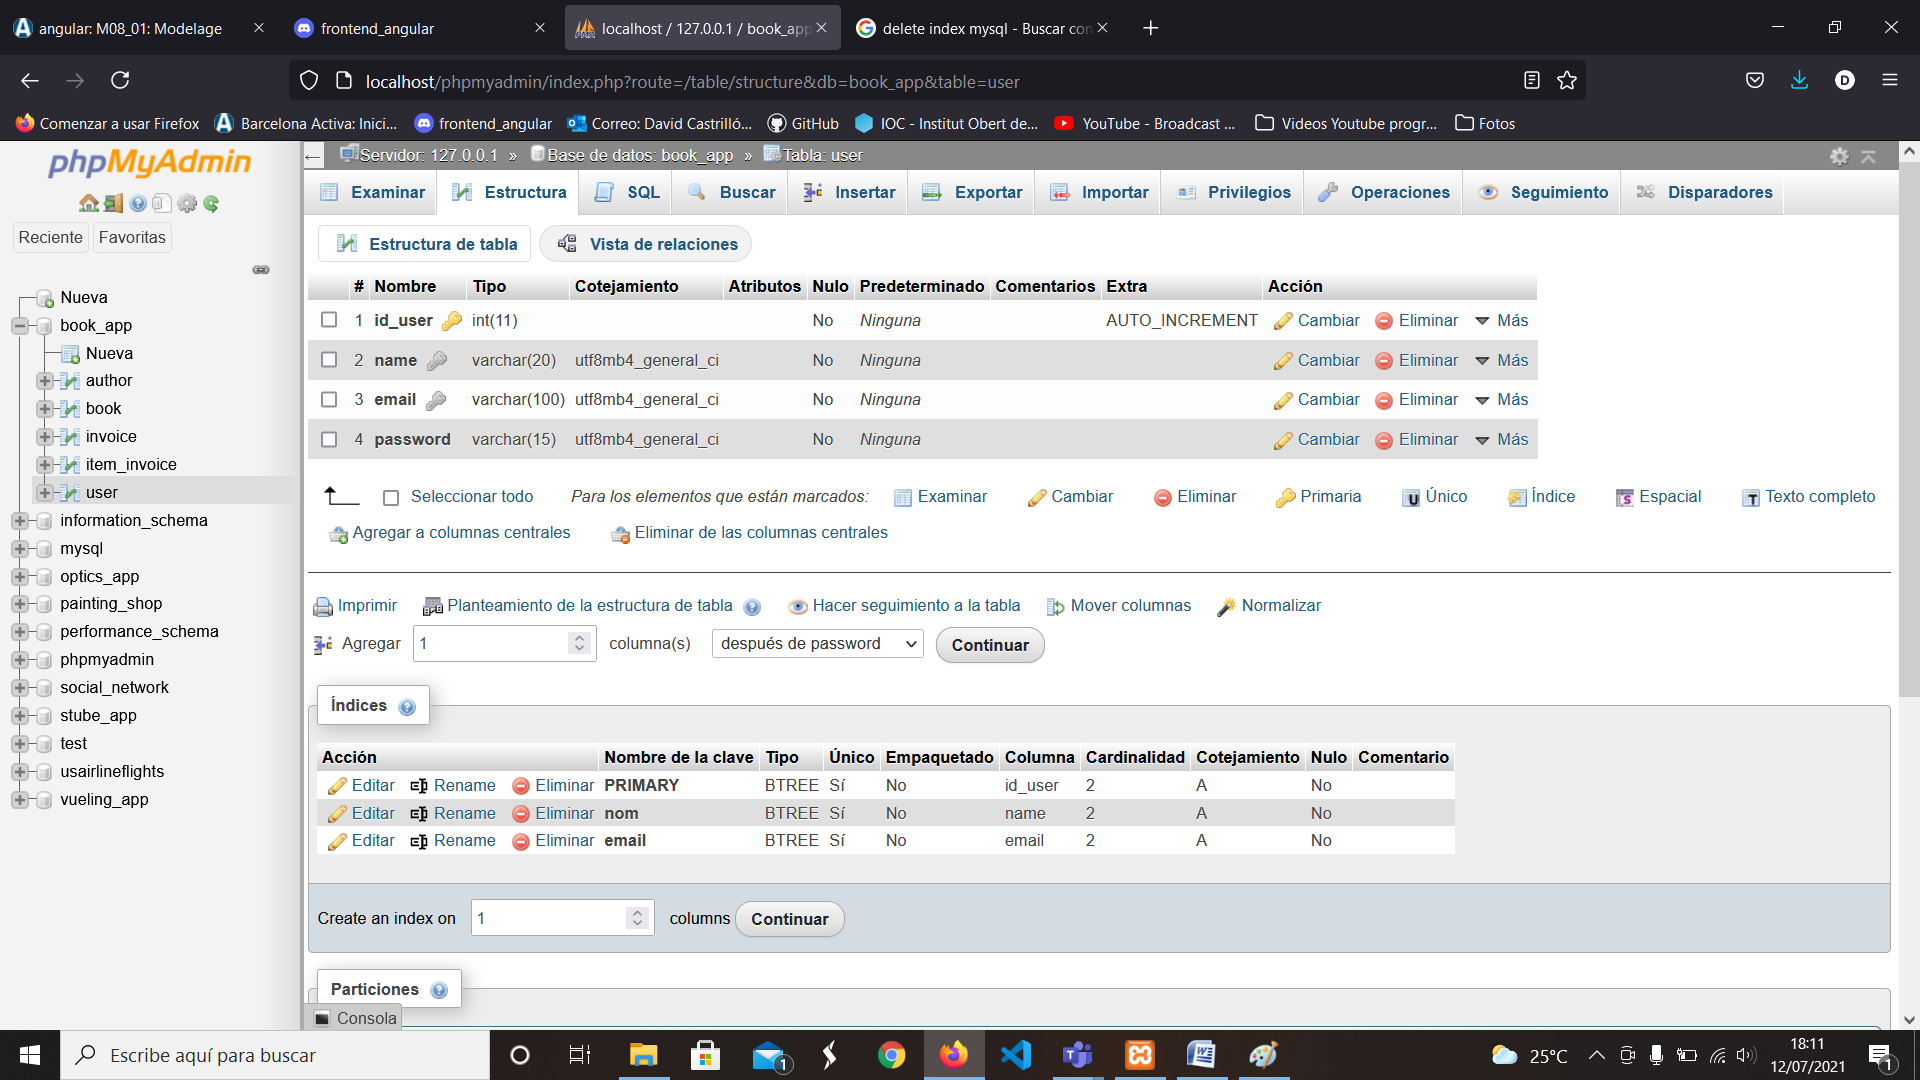 angular: M08_01: Modelage
frontend_angular
localhost / 127.0.0.1 / book_app
delete index mysql - Buscar con
localhost/phpmyadmin/index.php?route=/table/structure&db=book_app&table=user
D
Comenzar a usar Firefox
Barcelona Activa: Inici...
frontend_angular
Correo: David Castrilló...
GitHub
IOC - Institut Obert de...
YouTube - Broadcast ...
Videos Youtube progr...
Fotos
phpMyAdmin
Reciente
Favoritas
Nueva
book_app
Nueva
author
book
invoice
item_invoice
user
information_schema
mysql
optics_app
painting_shop
performance_schema
phpmyadmin
social_network
stube_app
test
usairlineflights
vueling_app
Servidor: 127.0.0.1 » Base de datos: book_app » Tabla: user
Examinar Estructura SQL Buscar Insertar Exportar Importar Privilegios Operaciones Seguimiento Disparadores
Estructura de tabla Vista de relaciones
# Nombre Tipo Cotejamiento Atributos Nulo Predeterminado Comentarios Extra Acción
1 id_user int(11) No Ninguna AUTO_INCREMENT Cambiar Eliminar Más
2 name varchar(20) utf8mb4_general_ci No Ninguna Cambiar Eliminar Más
3 email varchar(100) utf8mb4_general_ci No Ninguna Cambiar Eliminar Más
4 password varchar(15) utf8mb4_general_ci No Ninguna Cambiar Eliminar Más
Seleccionar todo Para los elementos que están marcados: Examinar Cambiar Eliminar Primaria Único Índice Espacial Texto completo
Agregar a columnas centrales Eliminar de las columnas centrales
Imprimir Planteamiento de la estructura de tabla Hacer seguimiento a la tabla Mover columnas Normalizar
Agregar 1 columna(s) después de password Continuar
Índices
Acción Nombre de la clave Tipo Único Empaquetado Columna Cardinalidad Cotejamiento Nulo Comentario
Editar Rename Eliminar PRIMARY BTREE Sí No id_user 2 A No
Editar Rename Eliminar nom BTREE Sí No name 2 A No
Editar Rename Eliminar email BTREE Sí No email 2 A No
Create an index on 1 columns Continuar
Particiones
Consola
Escribe aquí para buscar
1
25°C
18:11
12/07/2021
1